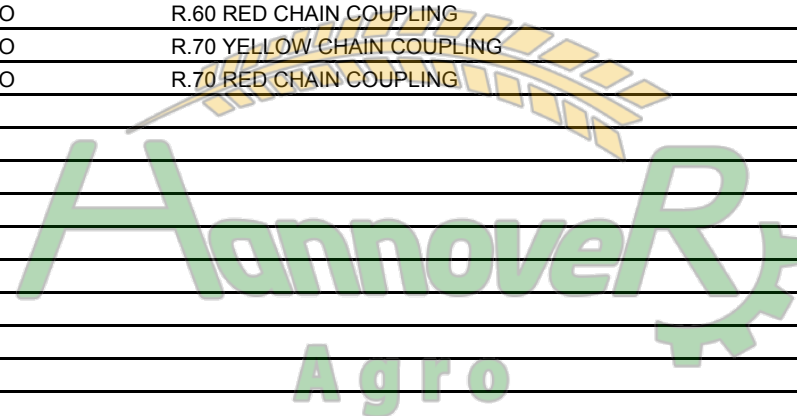 O R.60 RED CHAIN COUPLING
O R.70 YELLOW CHAIN COUPLING
O R.70 RED CHAIN COUPLING
HannoveR
Agro